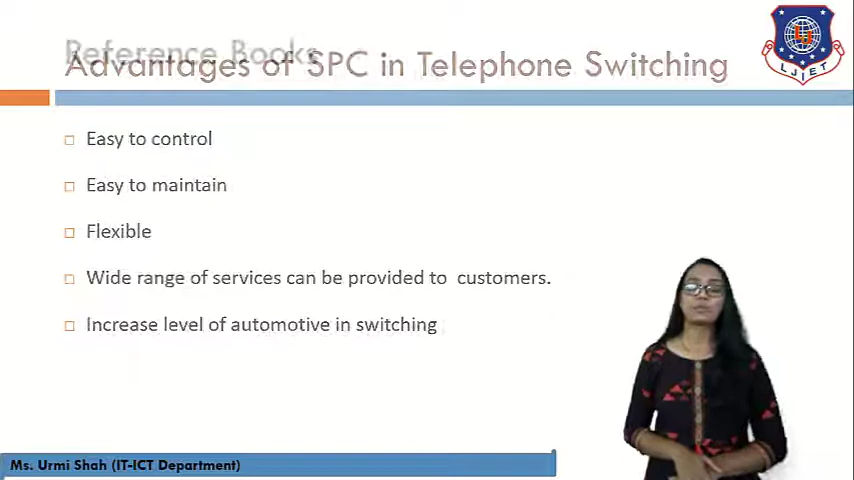 Reference Books
Advantages of SPC in Telephone Switching
LJIET
Easy to control
Easy to maintain
Flexible
Wide range of services can be provided to customers.
Increase level of automotive in switching
Ms. Urmi Shah (IT-ICT Department)